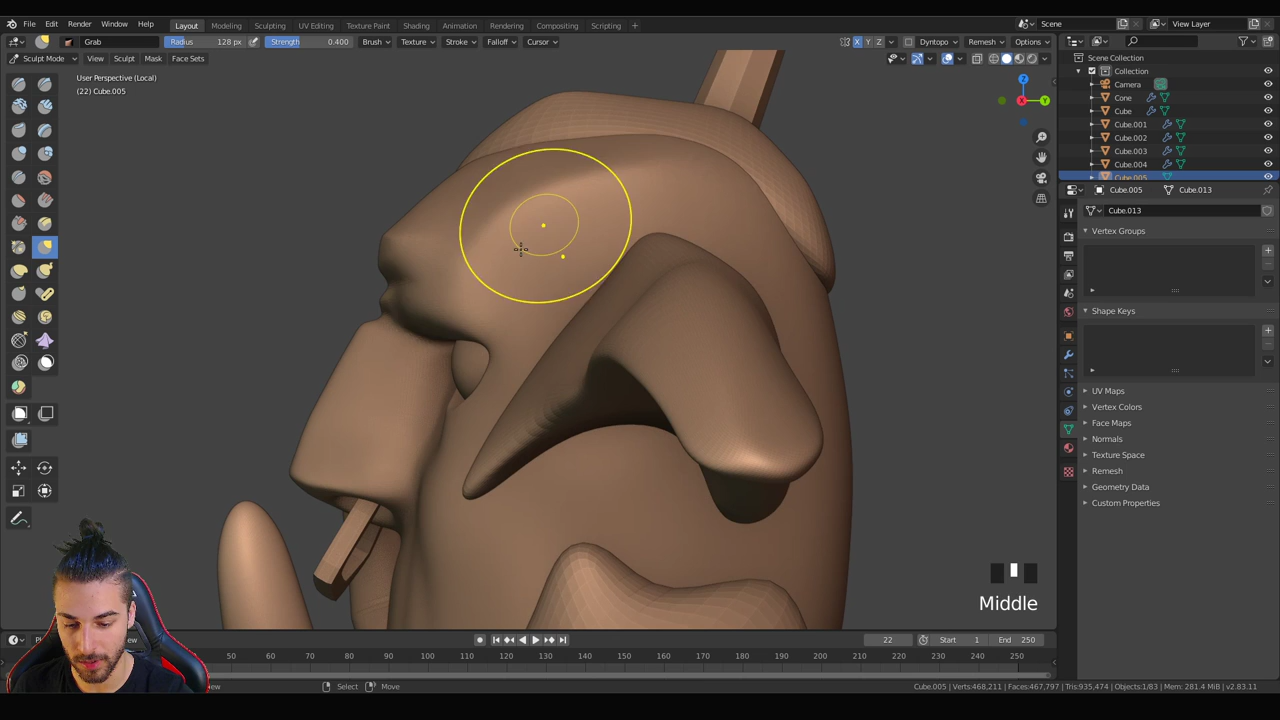 File Edit Render Window Help Layout Modeling Sculpting UV Editing Texture Paint Shading Animation Rendering Compositing Scripting + Scene View Layer
Grab Radius 128 px Strength 0.400 Brush Texture Stroke Falloff Cursor X Y Z Dyntopo Remesh Options
Sculpt Mode View Sculpt Mask Face Sets
User Perspective (Local)
(22) Cube.005
Z
X Y
Scene Collection
Collection
Camera
Cone
Cube
Cube.001
Cube.002
Cube.003
Cube.004
Cube.005
Cube.005 Cube.013
Cube.013
Vertex Groups
Shape Keys
UV Maps
Vertex Colors
Face Maps
Normals
Texture Space
Remesh
Geometry Data
Custom Properties
Middle
22 Start 1 End 250
50 60 70 80 90 100 110 120 130 140 150 160 170 180 190 200 210 220 230 240 250
Select Move Cube.005 | Verts:468,211 | Faces:467,797 | Tris:935,474 | Objects:1/83 | Mem: 281.4 MiB | v2.83.11